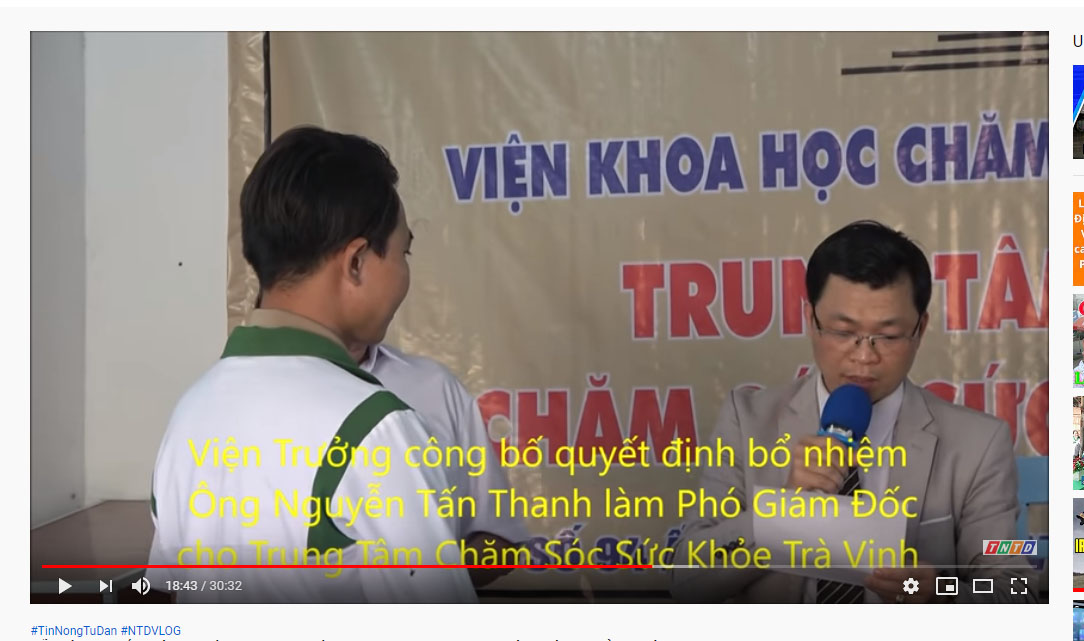 VIỆN KHOA HỌC CHĂM
TRUNG TÂM
CHĂM SÓC SỨC
Viện Trưởng công bố quyết định bổ nhiệm
Ông Nguyễn Tấn Thanh làm Phó Giám Đốc
cho Trung Tâm Chăm Sóc Sức Khỏe Trà Vinh
TNTD
18:43 / 30:32
#TinNongTuDan #NTDVLOG